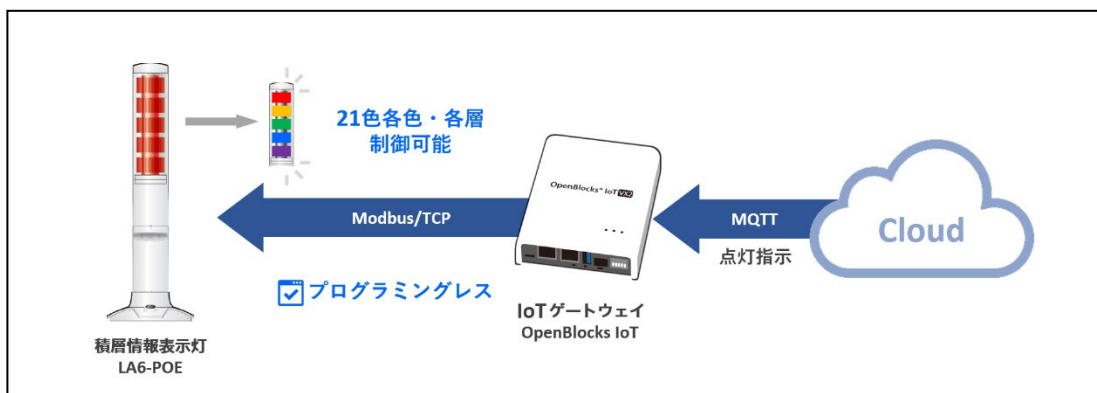 21色各色・各層
制御可能
Modbus/TCP
プログラミングレス
積層情報表示灯
LA6-POE
OpenBlocks® IoT VX2
IoTゲートウェイ
OpenBlocks IoT
MQTT
点灯指示
Cloud